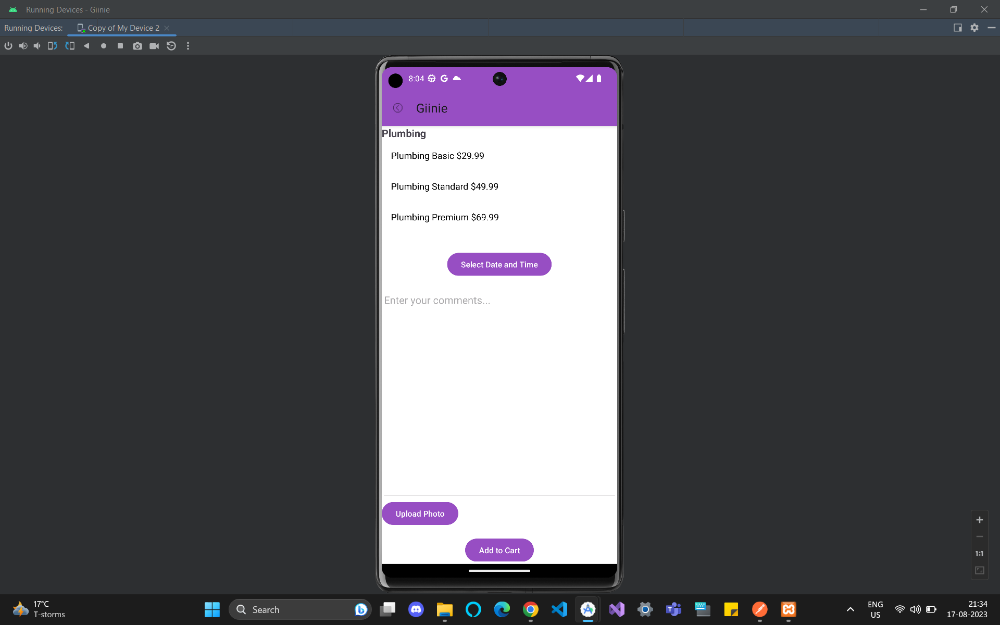 Running Devices - Giinie
Running Devices:
Copy of My Device 2
8:04
Giinie
Plumbing
Plumbing Basic $29.99
Plumbing Standard $49.99
Plumbing Premium $69.99
Select Date and Time
Enter your comments...
Upload Photo
Add to Cart
1:1
17°C
T-storms
Search
ENG
US
21:34
17-08-2023